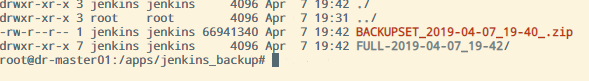 drwxr-xr-x 3 jenkins jenkins 4096 Apr 7 19:42 ./
drwxr-xr-x 3 root root 4096 Apr 7 19:31 ../
-rw-r--r-- 1 jenkins jenkins 66941340 Apr 7 19:42 BACKUPSET_2019-04-07_19-40_.zip
drwxr-xr-x 7 jenkins jenkins 4096 Apr 7 19:42 FULL-2019-04-07_19-42/
root@dr-master01:/apps/jenkins_backup#